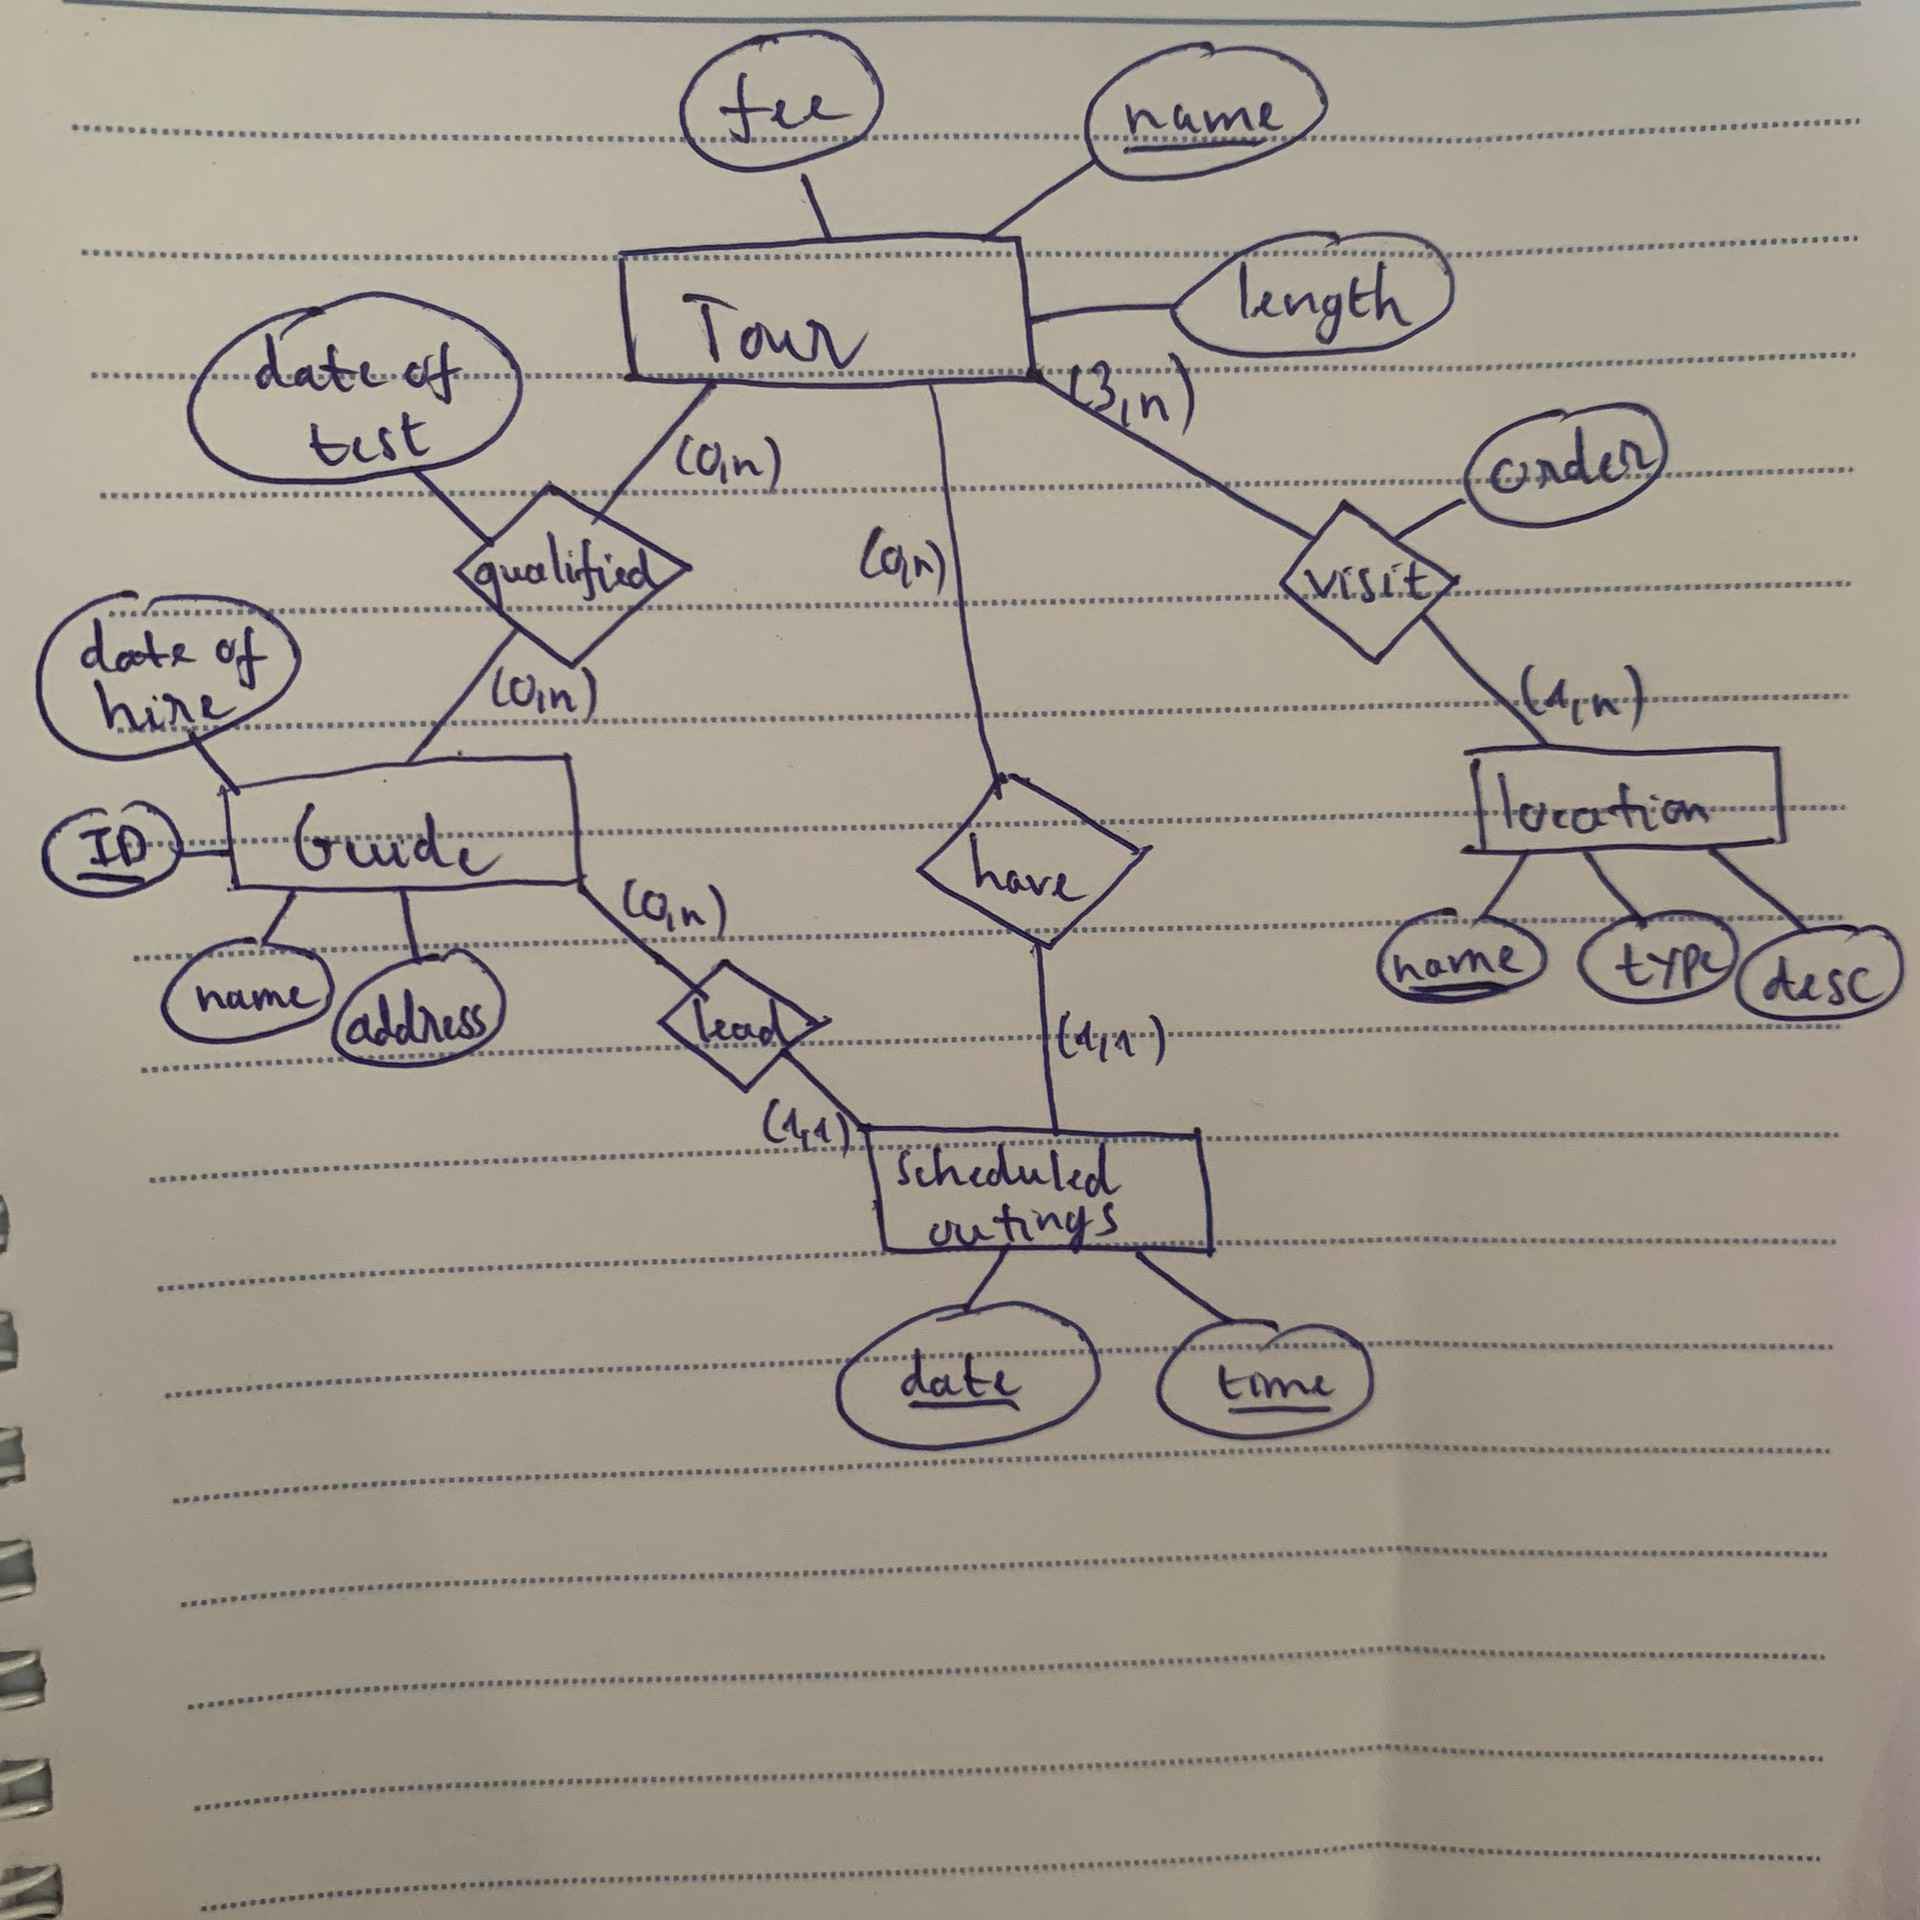 fee
name
Tour
length
(3,n)
date of
test
(0,n)
order
qualified
(0,n)
visit
date of
hire
(0,n)
(1,n)
ID
Guide
have
location
(0,n)
name
address
lead
name
type
desc
(1,1)
(1,1)
scheduled
outings
date
time